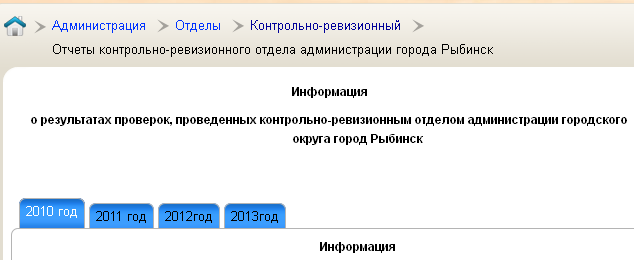 Администрация Отделы Контрольно-ревизионный
Отчеты контрольно-ревизионного отдела администрации города Рыбинск
Информация
о результатах проверок, проведенных контрольно-ревизионным отделом администрации городского
округа город Рыбинск
2010 год 2011 год 2012год 2013год
Информация